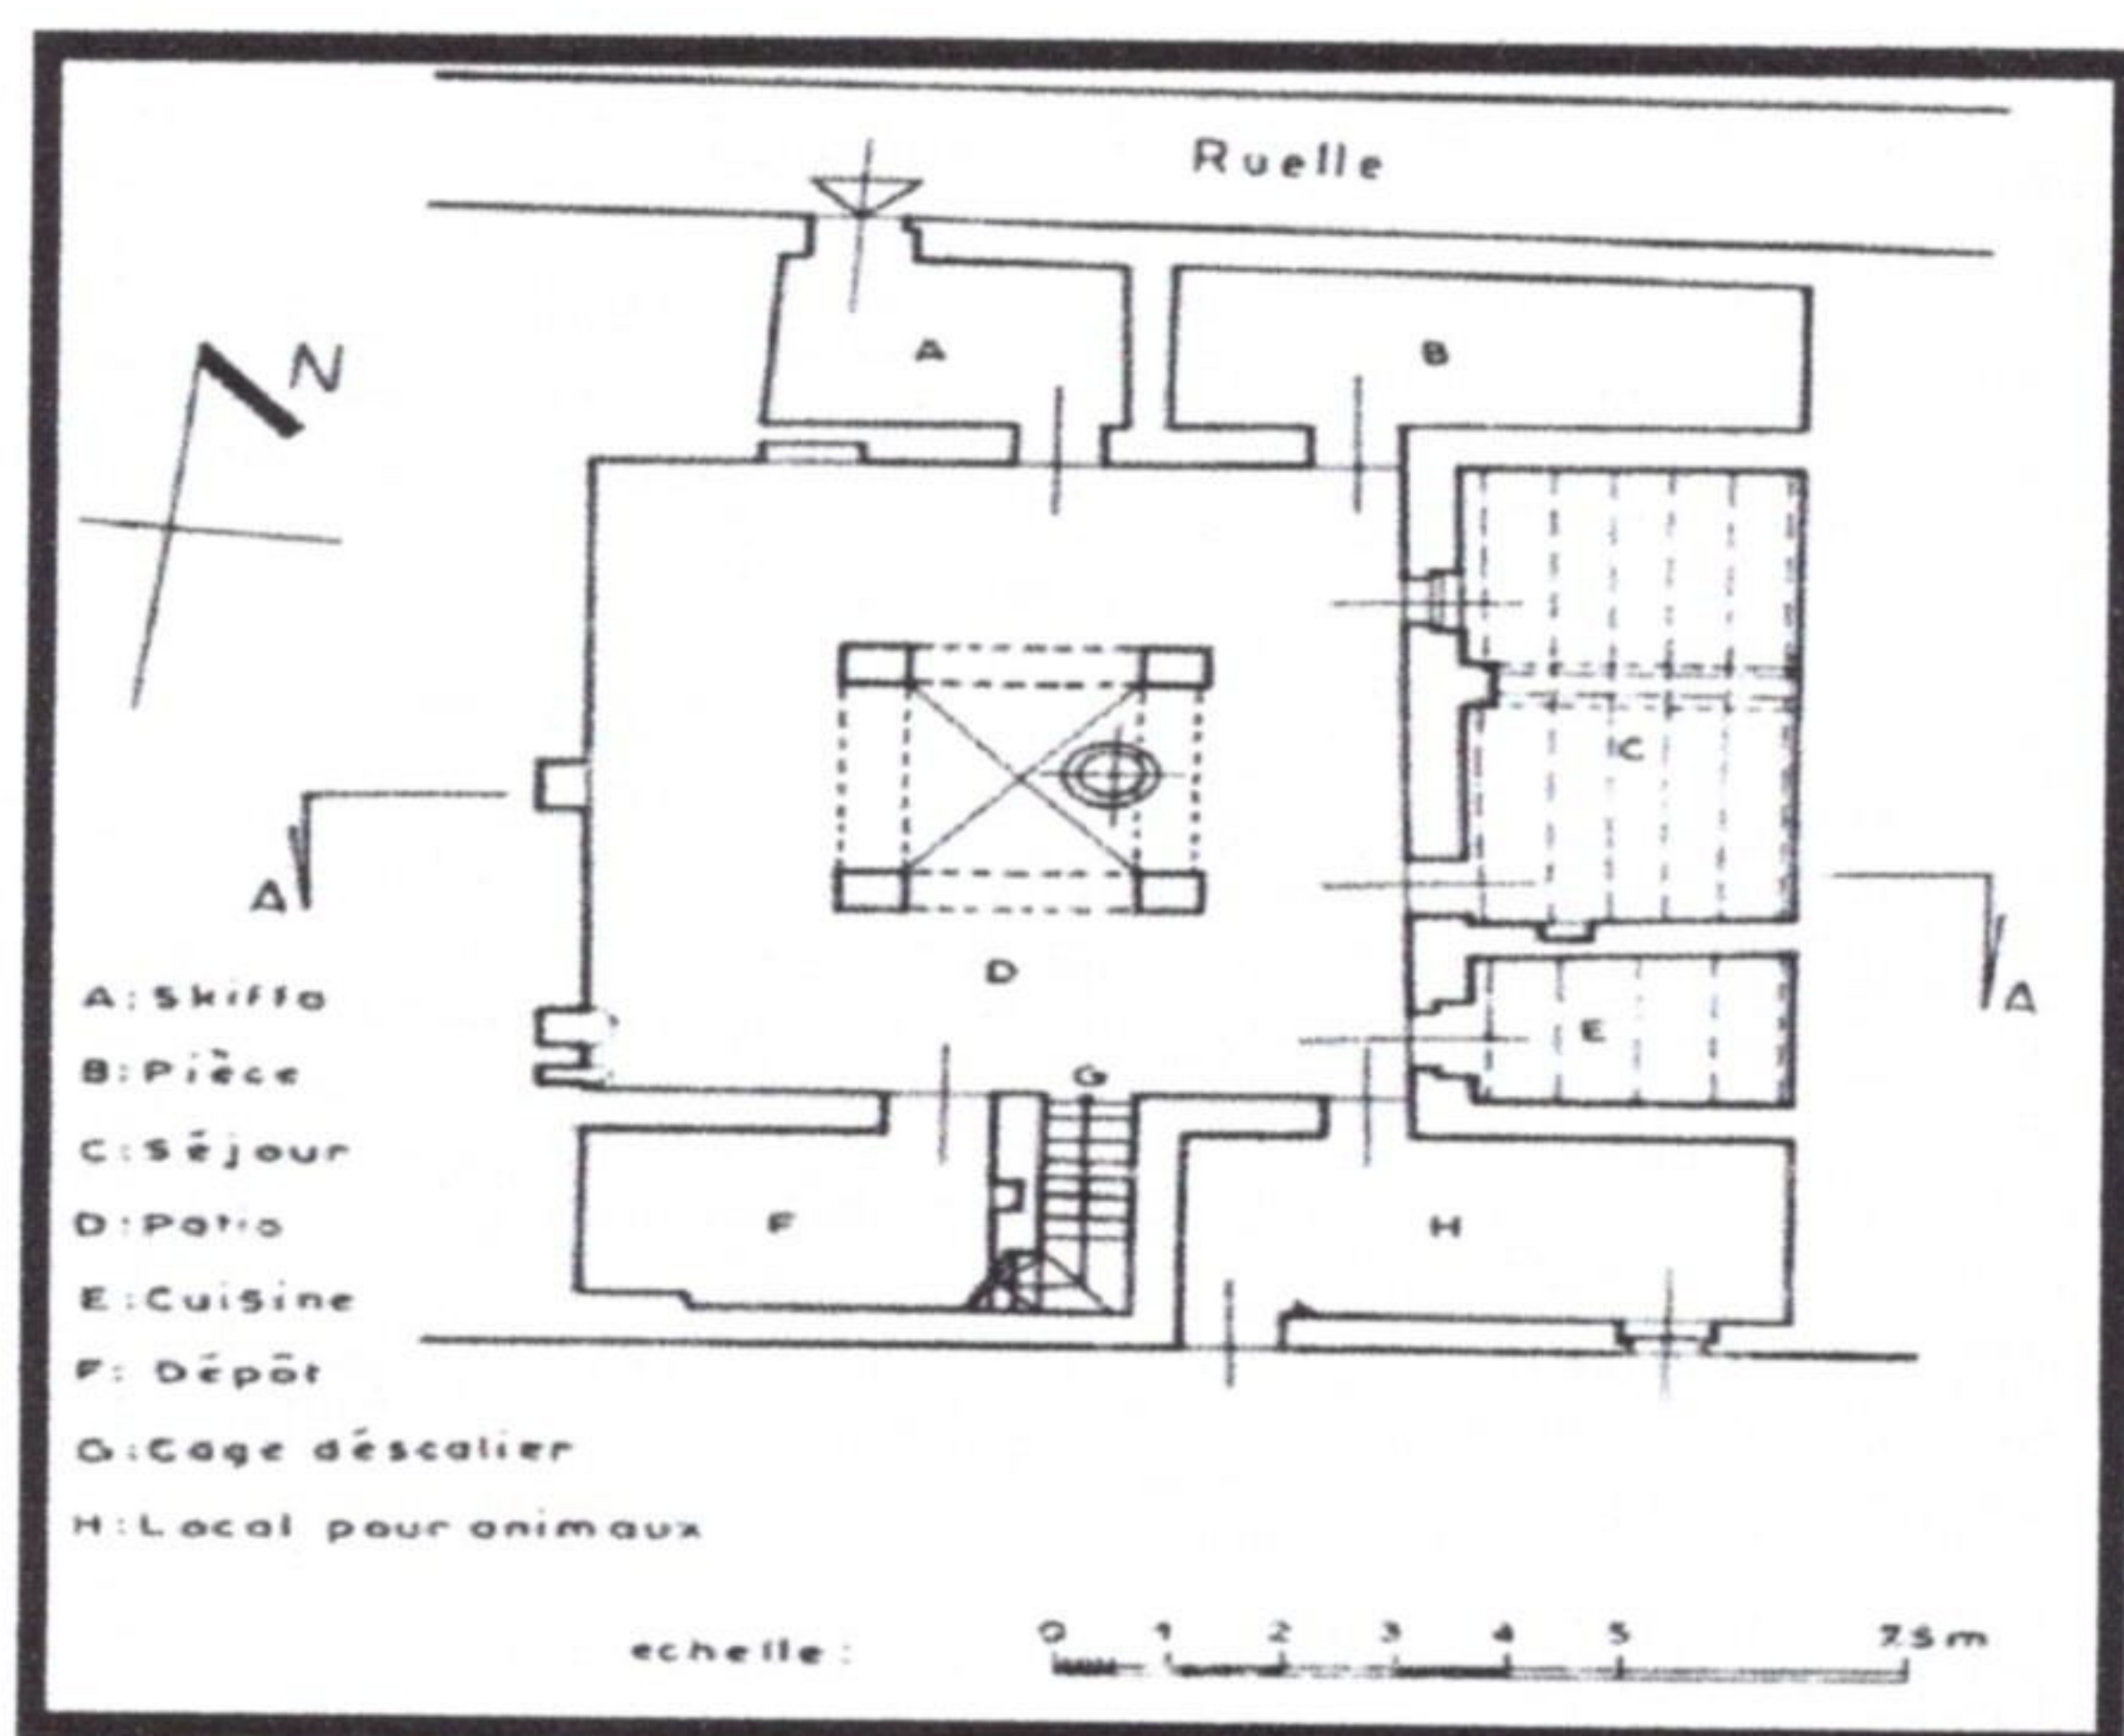 Ruelle
N
A
B
C
A
A
D
E
G
F
H
A: Skiffa
B: Pièce
C: Séjour
D: Patio
E: Cuisine
F: Dépôt
G: Cage déscalier
H: Local pour animaux
echelle: 0 1 2 3 4 5 7.5 m